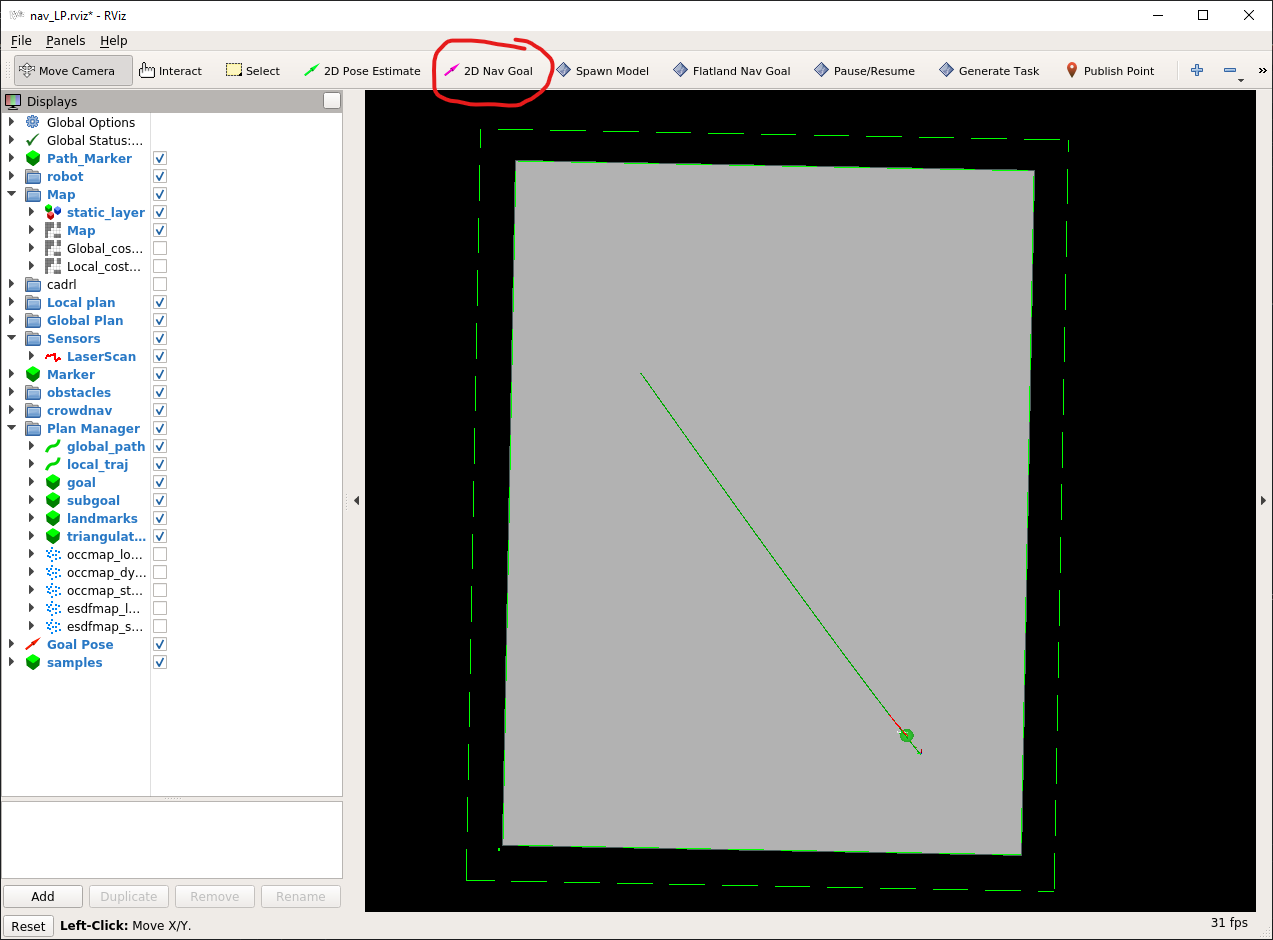 nav_LP.rviz* - RViz
File Panels Help
Move Camera Interact Select 2D Pose Estimate 2D Nav Goal Spawn Model Flatland Nav Goal Pause/Resume Generate Task Publish Point »
Displays
Global Options
Global Status:...
Path_Marker
robot
Map
static_layer
Map
Global_cos...
Local_cost...
cadrl
Local plan
Global Plan
Sensors
LaserScan
Marker
obstacles
crowdnav
Plan Manager
global_path
local_traj
goal
subgoal
landmarks
triangulat...
occmap_lo...
occmap_dy...
occmap_st...
esdfmap_l...
esdfmap_s...
Goal Pose
samples
Add Duplicate Remove Rename
Reset Left-Click: Move X/Y. 31 fps